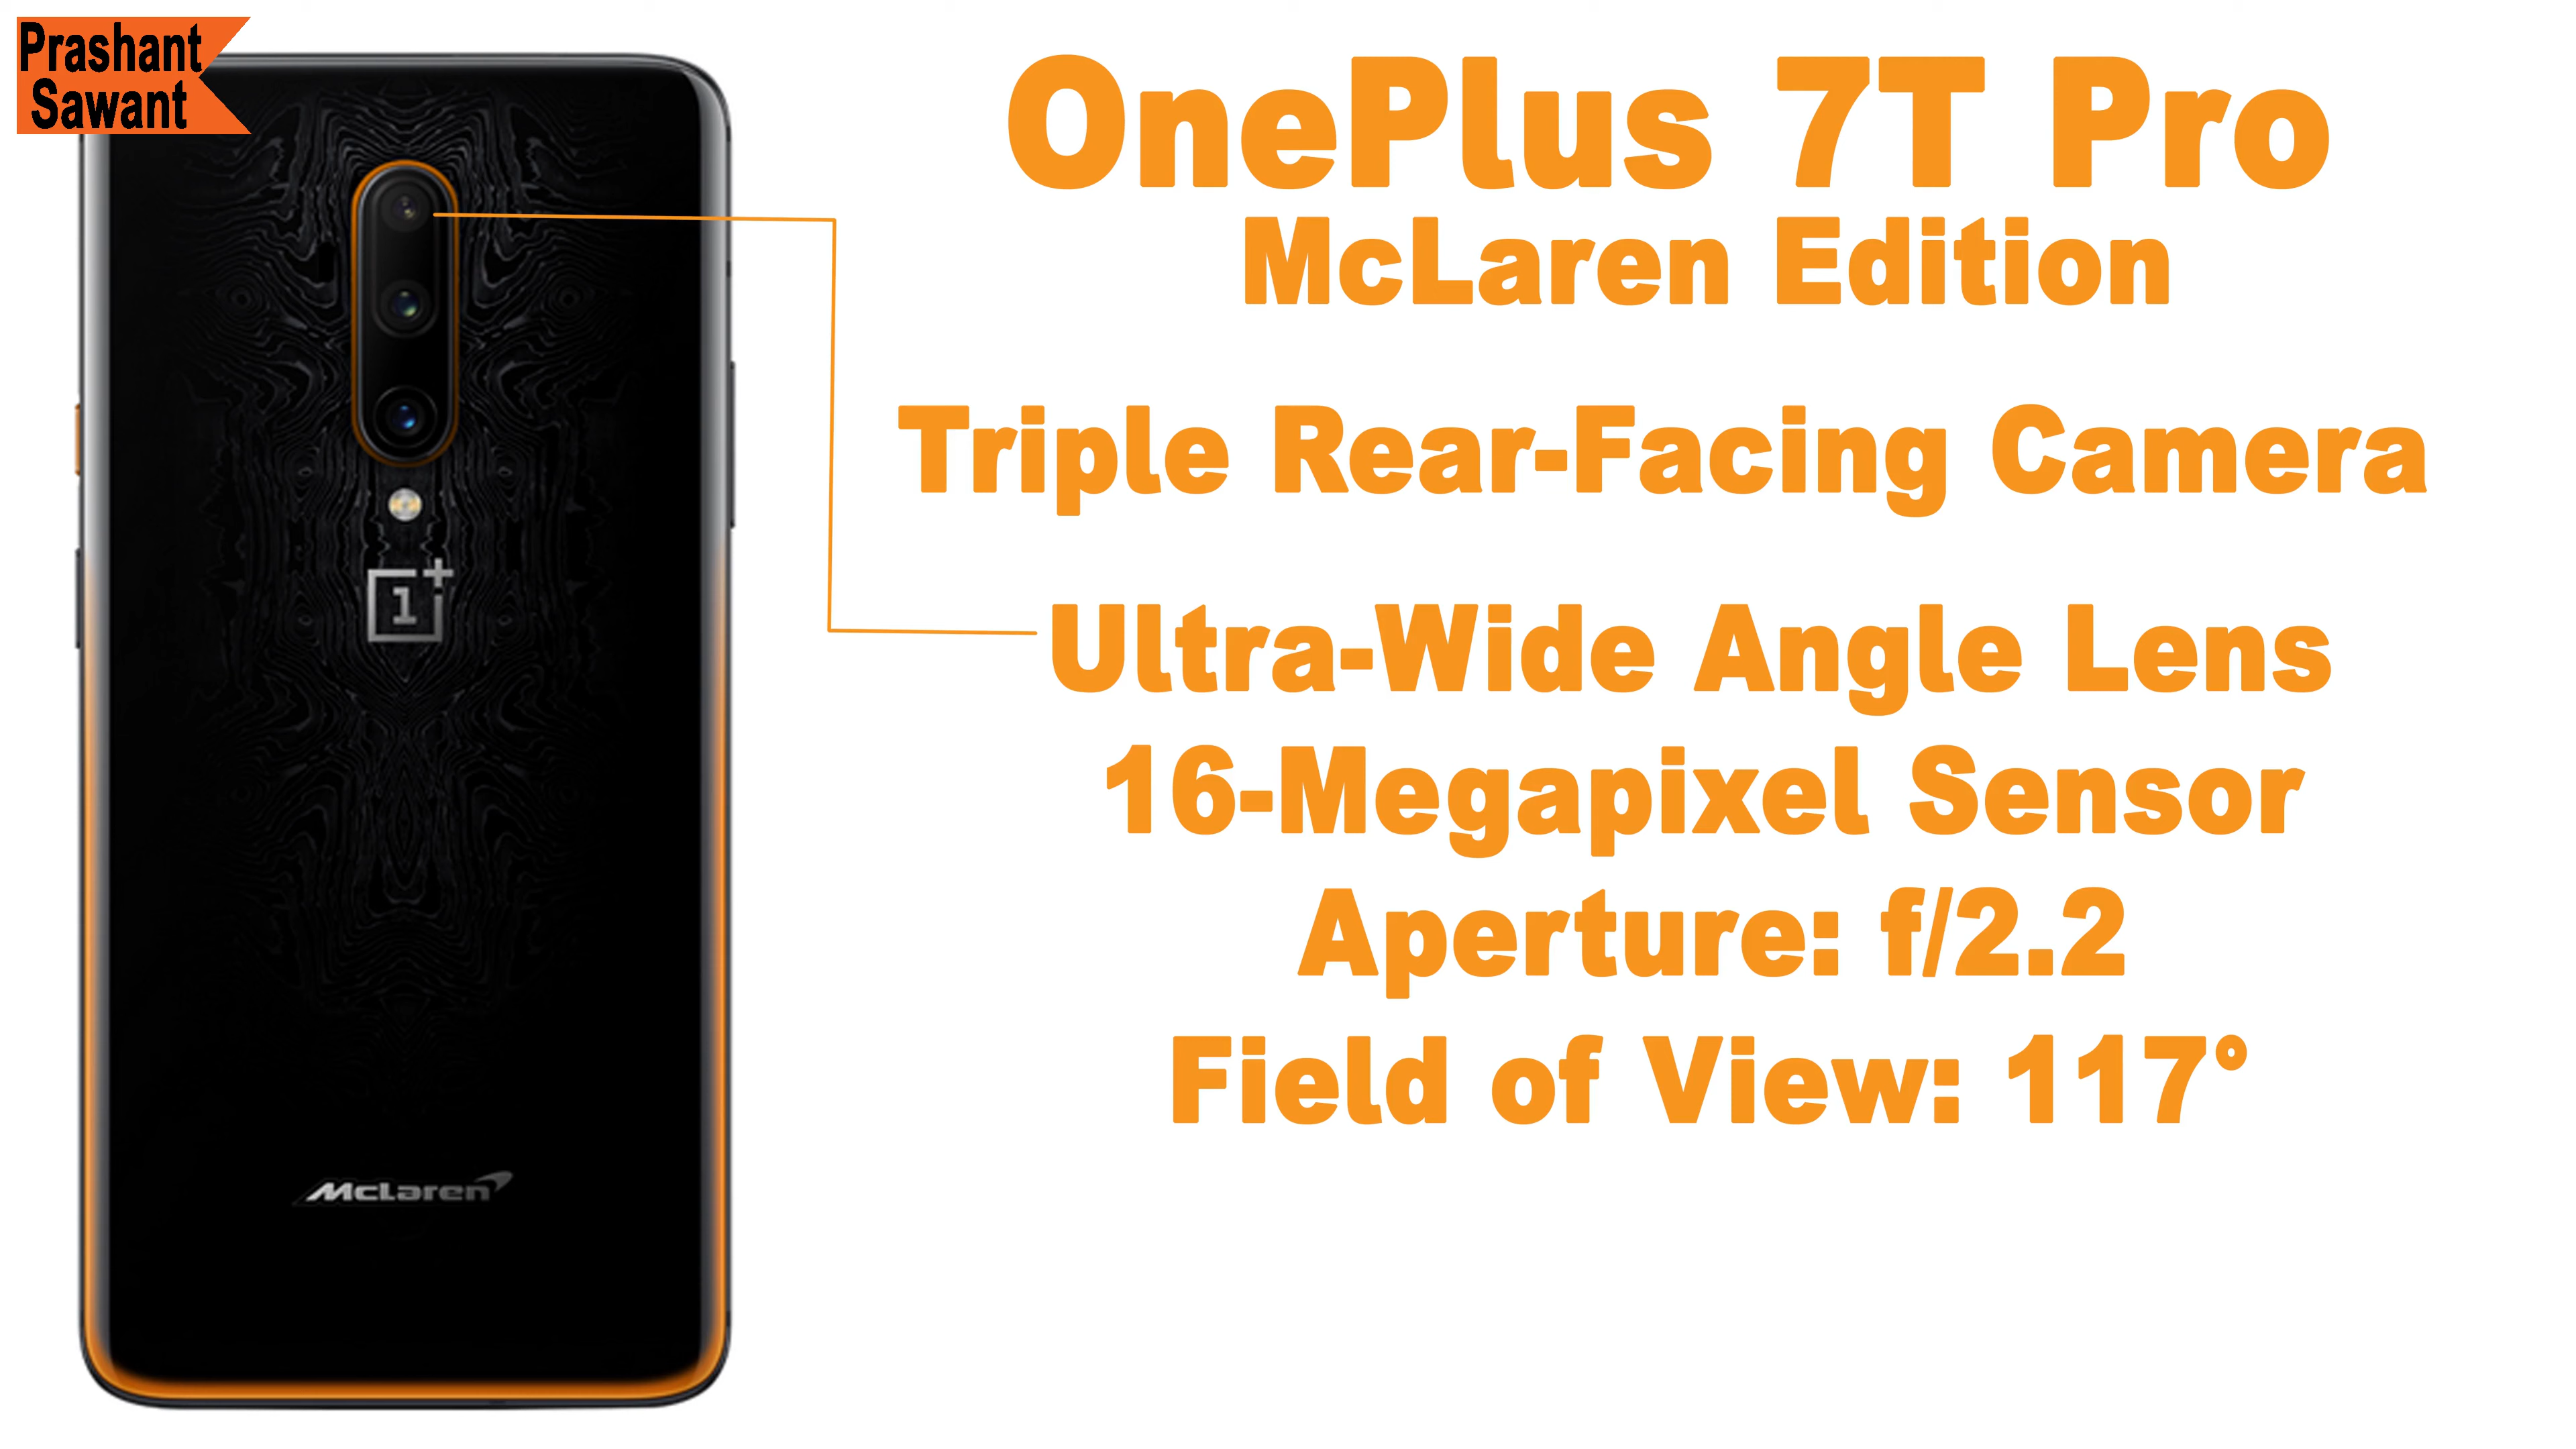 Prashant
Sawant
OnePlus 7T Pro
McLaren Edition
Triple Rear-Facing Camera
Ultra-Wide Angle Lens
16-Megapixel Sensor
Aperture: f/2.2
Field of View: 117°
1+
McLaren